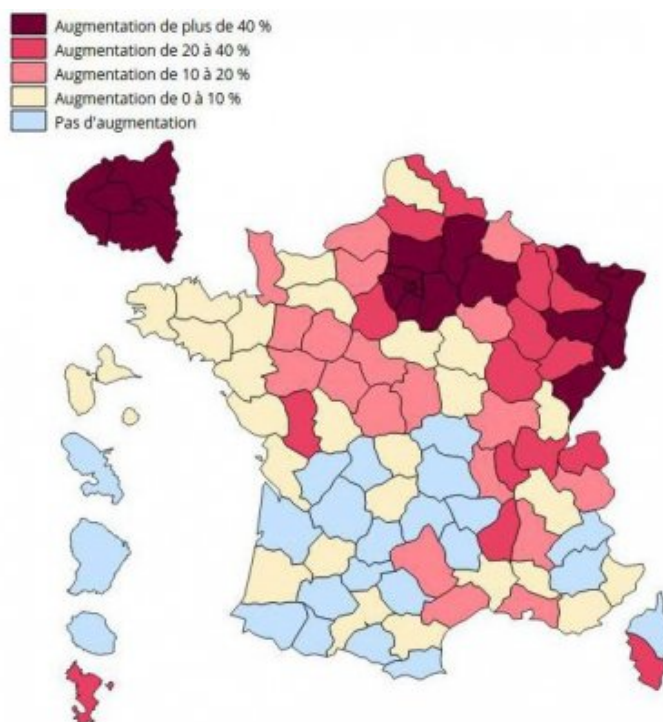 Augmentation de plus de 40 %
Augmentation de 20 à 40 %
Augmentation de 10 à 20 %
Augmentation de 0 à 10 %
Pas d'augmentation